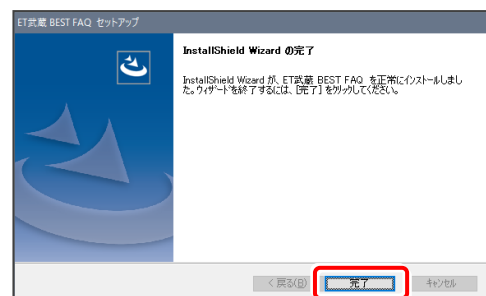 ET武蔵 BEST FAQ セットアップ
InstallShield Wizard の完了
InstallShield Wizard が、ET武蔵 BEST FAQ を正常にインストールしまし
た。ウィザードを終了するには、[完了] をクリックしてください。
< 戻る(B) 完了 キャンセル